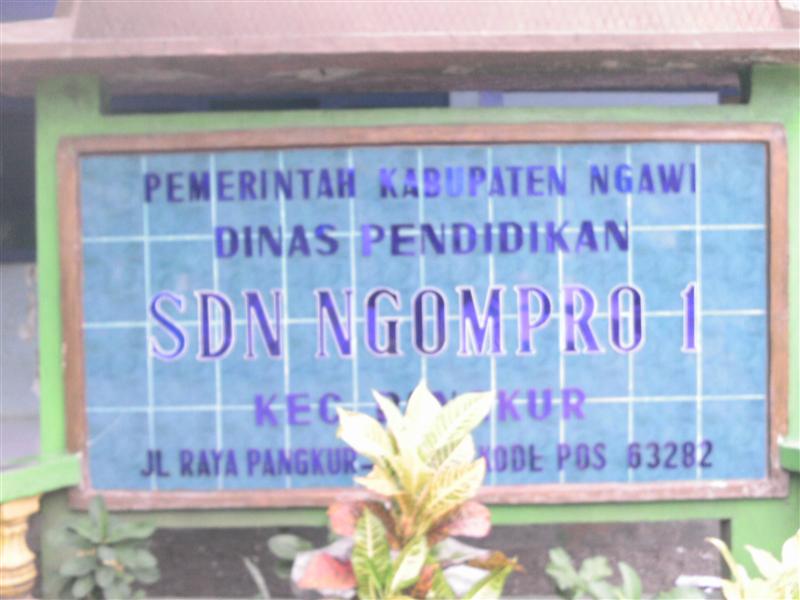 PEMERINTAH KABUPATEN NGAWI
DINAS PENDIDIKAN
SDN NGOMPRO 1
KEC
JL RAYA PANGKUR- KODE POS 63282